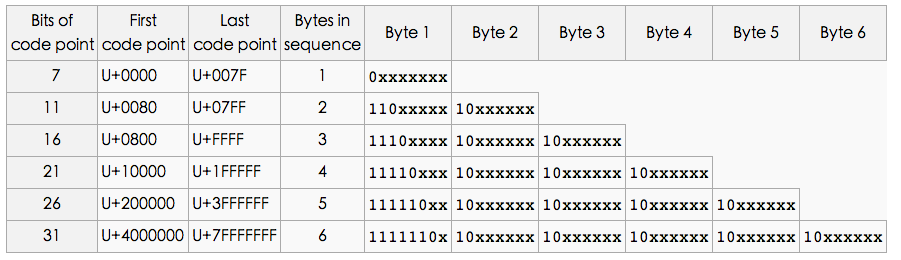 Bits of code point First code point Last code point Bytes in sequence Byte 1 Byte 2 Byte 3 Byte 4 Byte 5 Byte 6
7 U+0000 U+007F 1 0xxxxxxx
11 U+0080 U+07FF 2 110xxxxx 10xxxxxx
16 U+0800 U+FFFF 3 1110xxxx 10xxxxxx 10xxxxxx
21 U+10000 U+1FFFFF 4 11110xxx 10xxxxxx 10xxxxxx 10xxxxxx
26 U+200000 U+3FFFFFF 5 111110xx 10xxxxxx 10xxxxxx 10xxxxxx 10xxxxxx
31 U+4000000 U+7FFFFFFF 6 1111110x 10xxxxxx 10xxxxxx 10xxxxxx 10xxxxxx 10xxxxxx